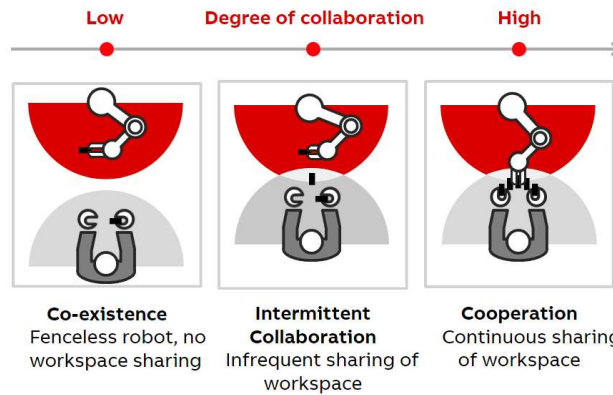 Low
Degree of collaboration
High
Co-existence
Fenceless robot, no
workspace sharing
Intermittent
Collaboration
Infrequent sharing of
workspace
Cooperation
Continuous sharing
of workspace